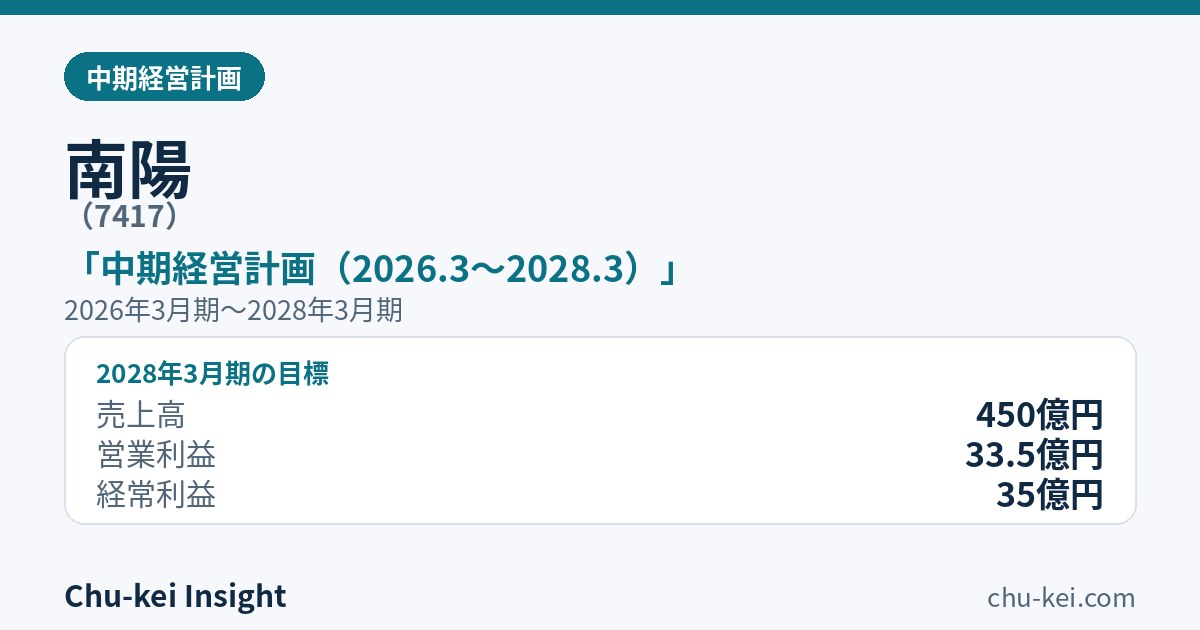 中期経営計画
南陽
（7417）
「中期経営計画（2026.3〜2028.3）」
2026年3月期〜2028年3月期
2028年3月期の目標
売上高 450億円
営業利益 33.5億円
経常利益 35億円
Chu-kei Insight chu-kei.com